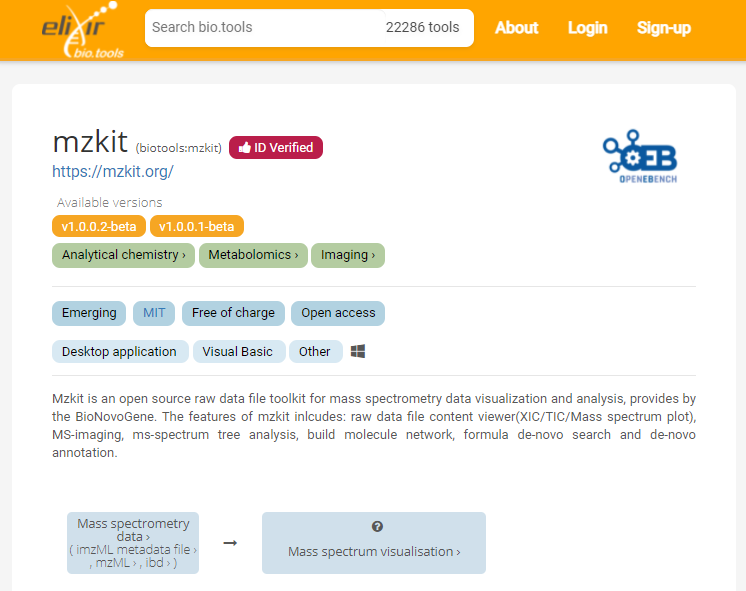 elixir
bio.tools
Search bio.tools
22286 tools
About
Login
Sign-up
mzkit (biotools:mzkit) ID Verified
https://mzkit.org/
OEB
OPENEBENCH
Available versions
v1.0.0.2-beta v1.0.0.1-beta
Analytical chemistry › Metabolomics › Imaging ›
Emerging MIT Free of charge Open access
Desktop application Visual Basic Other
Mzkit is an open source raw data file toolkit for mass spectrometry data visualization and analysis, provides by
the BioNovoGene. The features of mzkit inlcudes: raw data file content viewer(XIC/TIC/Mass spectrum plot),
MS-imaging, ms-spectrum tree analysis, build molecule network, formula de-novo search and de-novo
annotation.
Mass spectrometry
data ›
( imzML metadata file ›
, mzML › , ibd › )
→
?
Mass spectrum visualisation ›